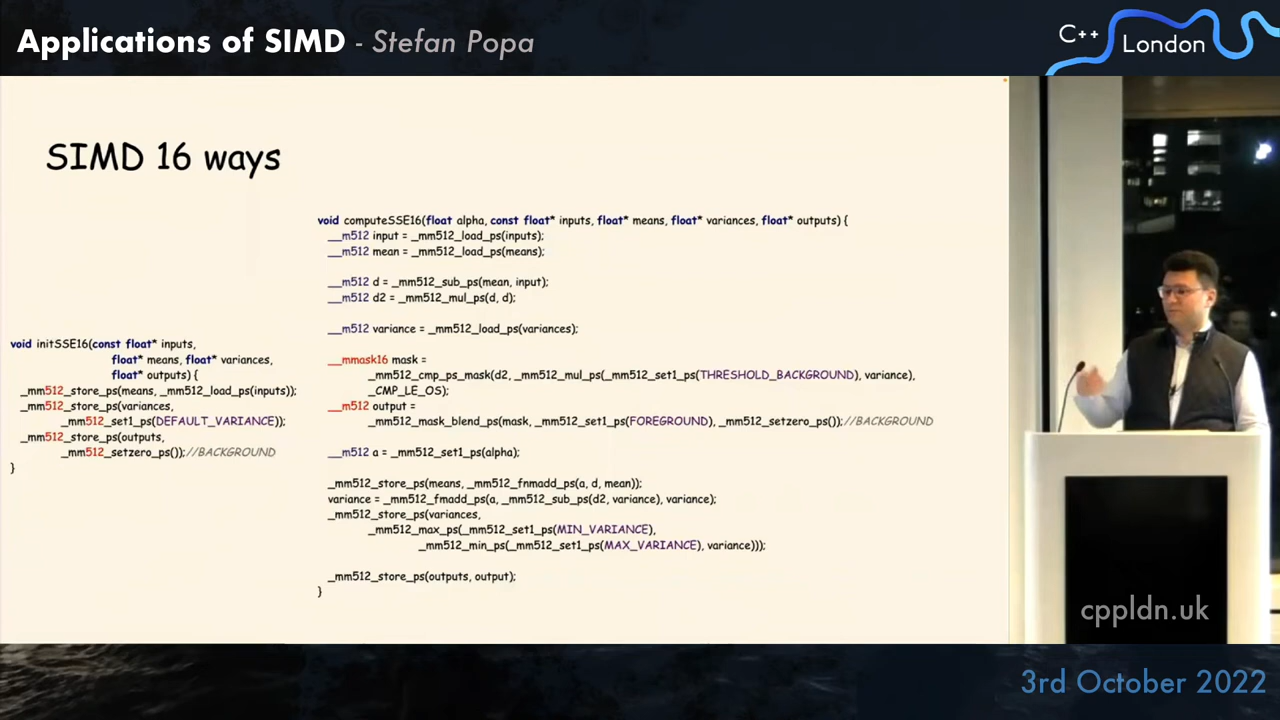 Applications of SIMD - Stefan Popa
C++
London
SIMD 16 ways
void initSSE16(const float* inputs,
float* means, float* variances,
float* outputs) {
_mm512_store_ps(means, _mm512_load_ps(inputs));
_mm512_store_ps(variances,
_mm512_set1_ps(DEFAULT_VARIANCE));
_mm512_store_ps(outputs,
_mm512_setzero_ps());//BACKGROUND
}
void computeSSE16(float alpha, const float* inputs, float* means, float* variances, float* outputs) {
__m512 input = _mm512_load_ps(inputs);
__m512 mean = _mm512_load_ps(means);
__m512 d = _mm512_sub_ps(mean, input);
__m512 d2 = _mm512_mul_ps(d, d);
__m512 variance = _mm512_load_ps(variances);
__mmask16 mask =
_mm512_cmp_ps_mask(d2, _mm512_mul_ps(_mm512_set1_ps(THRESHOLD_BACKGROUND), variance),
_CMP_LE_OS);
__m512 output =
_mm512_mask_blend_ps(mask, _mm512_set1_ps(FOREGROUND), _mm512_setzero_ps());//BACKGROUND
__m512 a = _mm512_set1_ps(alpha);
_mm512_store_ps(means, _mm512_fnmadd_ps(a, d, mean));
variance = _mm512_fmadd_ps(a, _mm512_sub_ps(d2, variance), variance);
_mm512_store_ps(variances,
_mm512_max_ps(_mm512_set1_ps(MIN_VARIANCE),
_mm512_min_ps(_mm512_set1_ps(MAX_VARIANCE), variance)));
_mm512_store_ps(outputs, output);
}
cppldn.uk
3rd October 2022